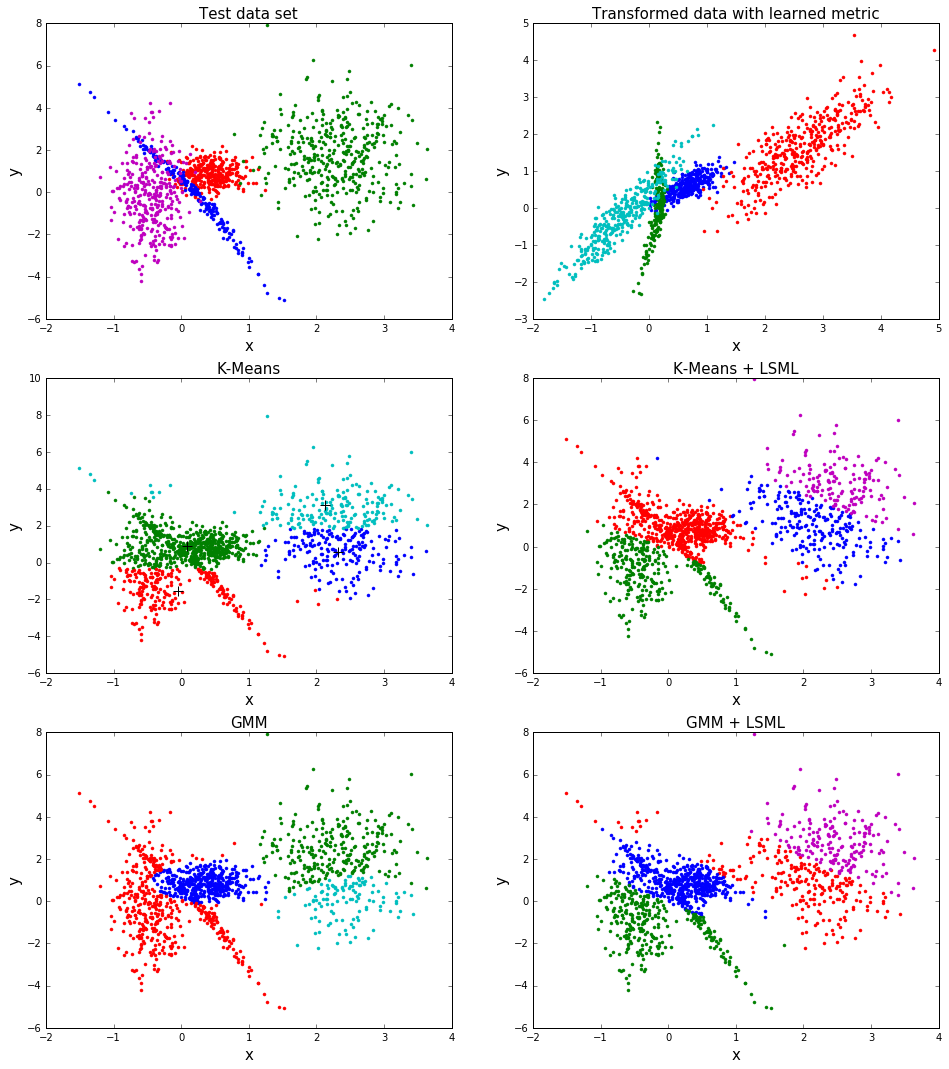 Test data set
8
6
4
2
0
−2
−4
−6
y
−2 −1 0 1 2 3 4
x
Transformed data with learned metric
5
4
3
2
1
0
−1
−2
−3
y
−2 −1 0 1 2 3 4 5
x
K-Means
10
8
6
4
2
0
−2
−4
−6
y
−2 −1 0 1 2 3 4
x
K-Means + LSML
8
6
4
2
0
−2
−4
−6
y
−2 −1 0 1 2 3 4
x
GMM
8
6
4
2
0
−2
−4
−6
y
−2 −1 0 1 2 3 4
x
GMM + LSML
8
6
4
2
0
−2
−4
−6
y
−2 −1 0 1 2 3 4
x